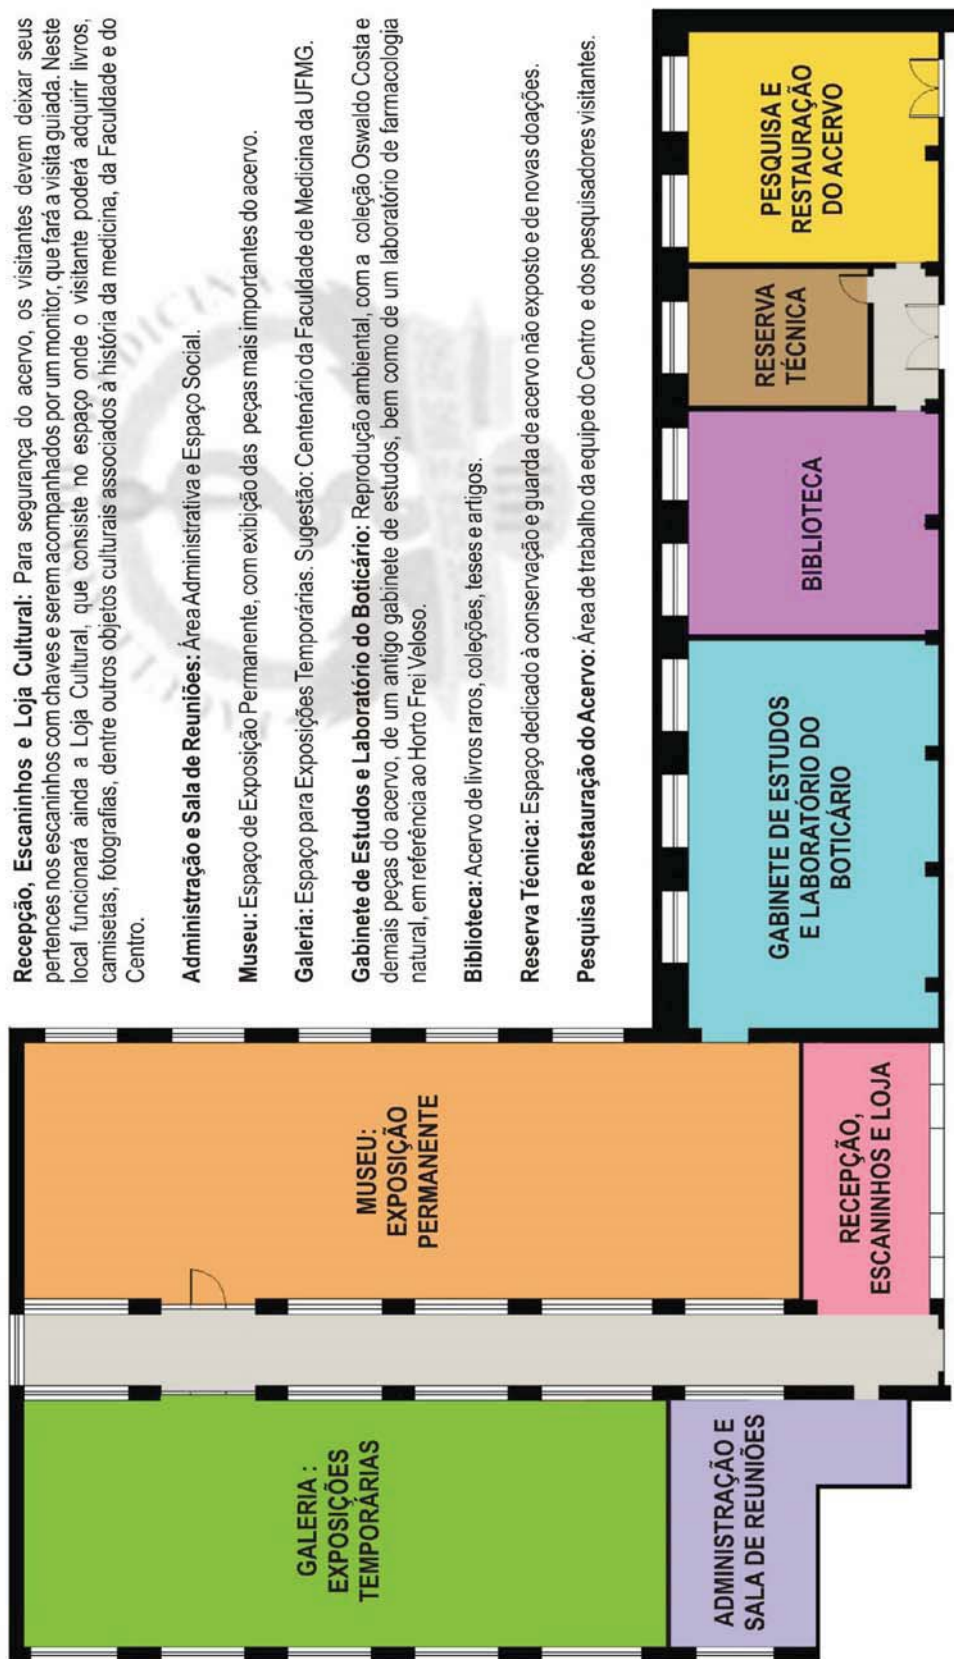 Recepção, Escaninhos e Loja Cultural: Para segurança do acervo, os visitantes devem deixar seus
pertences nos escaninhos com chaves e serem acompanhados por um monitor, que fará a visita guiada. Neste
local funcionará ainda a Loja Cultural, que consiste no espaço onde o visitante poderá adquirir livros,
camisetas, fotografias, dentre outros objetos culturais associados à história da medicina, da Faculdade e do
Centro.
Administração e Sala de Reuniões: Área Administrativa e Espaço Social.
Museu: Espaço de Exposição Permanente, com exibição das peças mais importantes do acervo.
Galeria: Espaço para Exposições Temporárias. Sugestão: Centenário da Faculdade de Medicina da UFMG.
Gabinete de Estudos e Laboratório do Boticário: Reprodução ambiental, com a coleção Oswaldo Costa e
demais peças do acervo, de um antigo gabinete de estudos, bem como de um laboratório de farmacologia
natural, em referência ao Horto Frei Veloso.
Biblioteca: Acervo de livros raros, coleções, teses e artigos.
Reserva Técnica: Espaço dedicado à conservação e guarda de acervo não exposto e de novas doações.
Pesquisa e Restauração do Acervo: Área de trabalho da equipe do Centro e dos pesquisadores visitantes.
GALERIA :
EXPOSIÇÕES
TEMPORÁRIAS
MUSEU:
EXPOSIÇÃO
PERMANENTE
ADMINISTRAÇÃO E
SALA DE REUNIÕES
RECEPÇÃO,
ESCANINHOS E LOJA
GABINETE DE ESTUDOS
E LABORATÓRIO DO
BOTICÁRIO
BIBLIOTECA
RESERVA
TÉCNICA
PESQUISA E
RESTAURAÇÃO
DO ACERVO